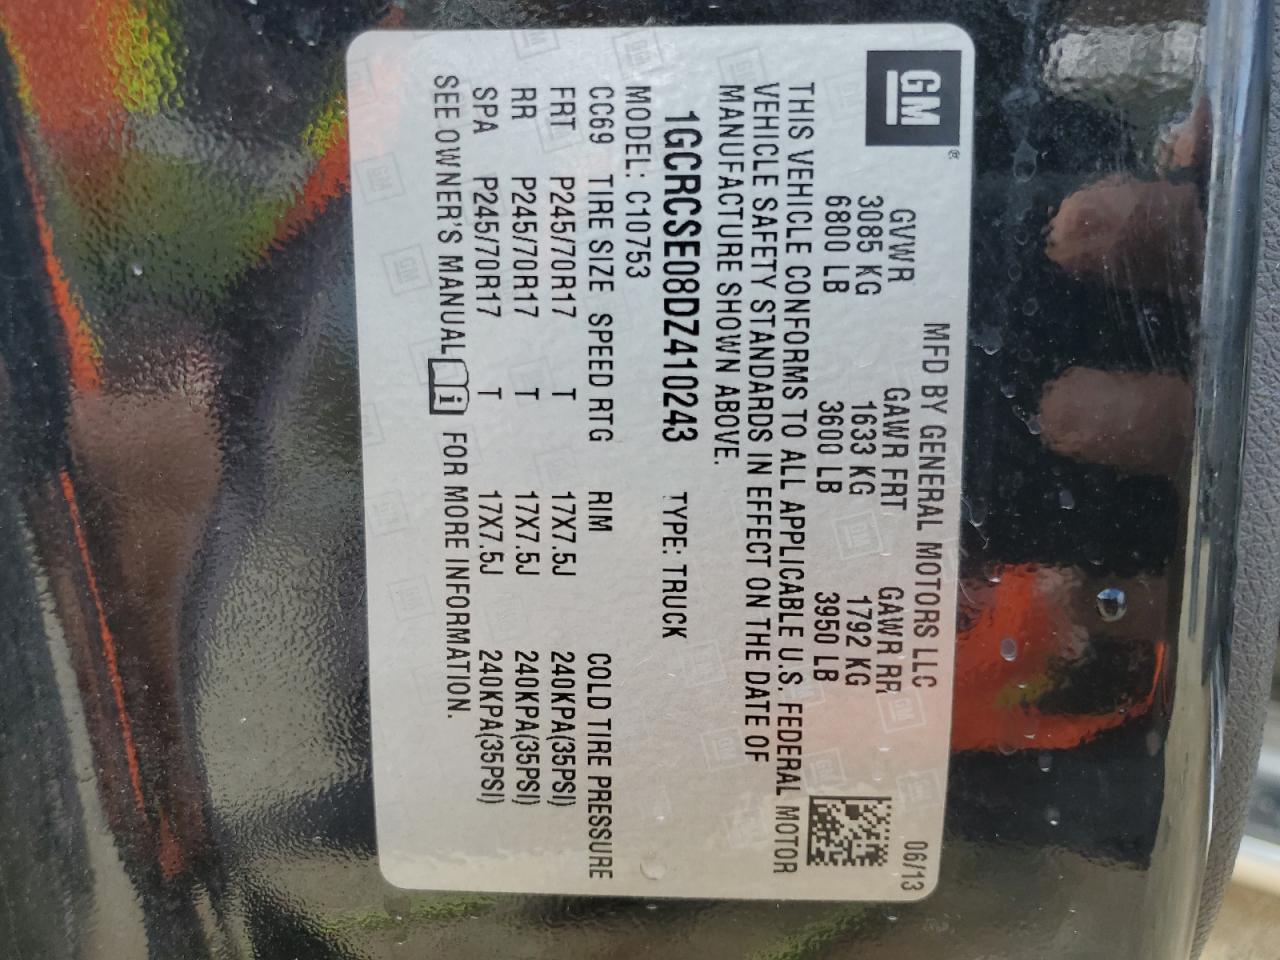 GM®
MFD BY GENERAL MOTORS LLC 06/13
GVWR GAWR FRT GAWR RR
3085 KG 1633 KG 1792 KG
6800 LB 3600 LB 3950 LB
THIS VEHICLE CONFORMS TO ALL APPLICABLE U.S. FEDERAL MOTOR
VEHICLE SAFETY STANDARDS IN EFFECT ON THE DATE OF
MANUFACTURE SHOWN ABOVE.
1GCRCSE08DZ410243 TYPE: TRUCK
MODEL: C10753
CC69 TIRE SIZE SPEED RTG RIM COLD TIRE PRESSURE
FRT P245/70R17 T 17X7.5J 240KPA(35PSI)
RR P245/70R17 T 17X7.5J 240KPA(35PSI)
SPA P245/70R17 T 17X7.5J 240KPA(35PSI)
SEE OWNER'S MANUAL i FOR MORE INFORMATION.